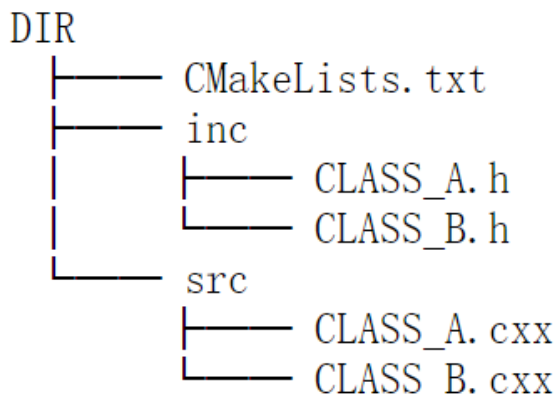 DIR
├── CMakeLists.txt
├── inc
│   ├── CLASS_A.h
│   └── CLASS_B.h
└── src
    ├── CLASS_A.cxx
    └── CLASS_B.cxx